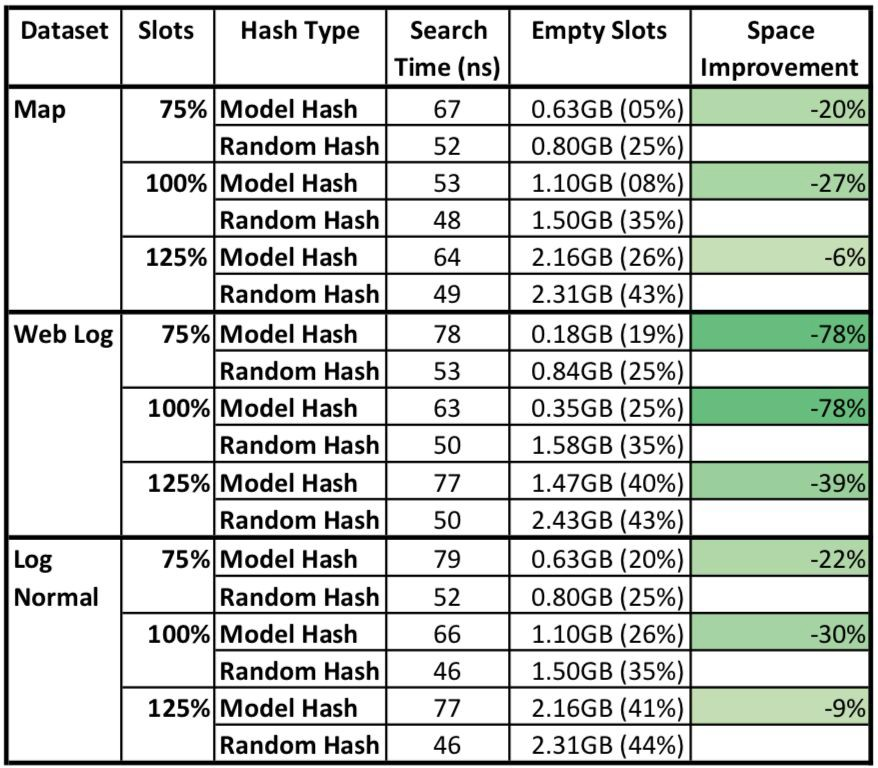 Dataset Slots Hash Type Search Time (ns) Empty Slots Space Improvement
Map 75% Model Hash 67 0.63GB (05%) -20%
Random Hash 52 0.80GB (25%)
100% Model Hash 53 1.10GB (08%) -27%
Random Hash 48 1.50GB (35%)
125% Model Hash 64 2.16GB (26%) -6%
Random Hash 49 2.31GB (43%)
Web Log 75% Model Hash 78 0.18GB (19%) -78%
Random Hash 53 0.84GB (25%)
100% Model Hash 63 0.35GB (25%) -78%
Random Hash 50 1.58GB (35%)
125% Model Hash 77 1.47GB (40%) -39%
Random Hash 50 2.43GB (43%)
Log Normal 75% Model Hash 79 0.63GB (20%) -22%
Random Hash 52 0.80GB (25%)
100% Model Hash 66 1.10GB (26%) -30%
Random Hash 46 1.50GB (35%)
125% Model Hash 77 2.16GB (41%) -9%
Random Hash 46 2.31GB (44%)